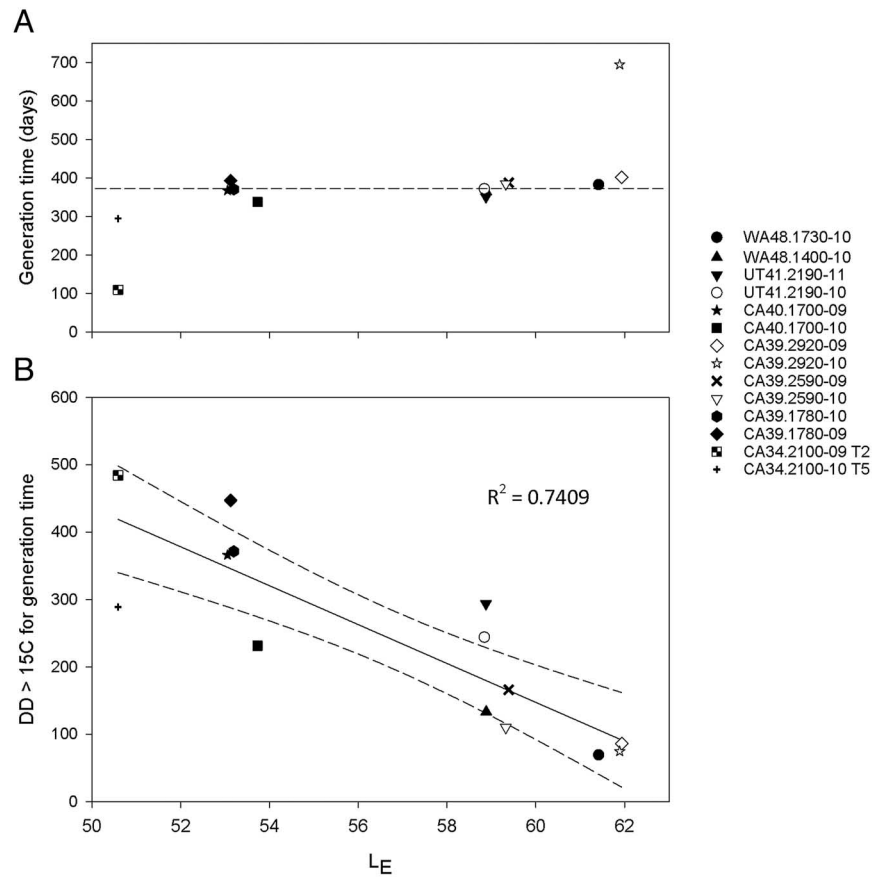 A
700
600
500
400
300
200
100
0
Generation time (days)
WA48.1730-10
WA48.1400-10
UT41.2190-11
UT41.2190-10
CA40.1700-09
CA40.1700-10
CA39.2920-09
CA39.2920-10
CA39.2590-09
CA39.2590-10
CA39.1780-10
CA39.1780-09
CA34.2100-09 T2
CA34.2100-10 T5
B
600
500
400
300
200
100
0
DD > 15C for generation time
R² = 0.7409
50 52 54 56 58 60 62
LE